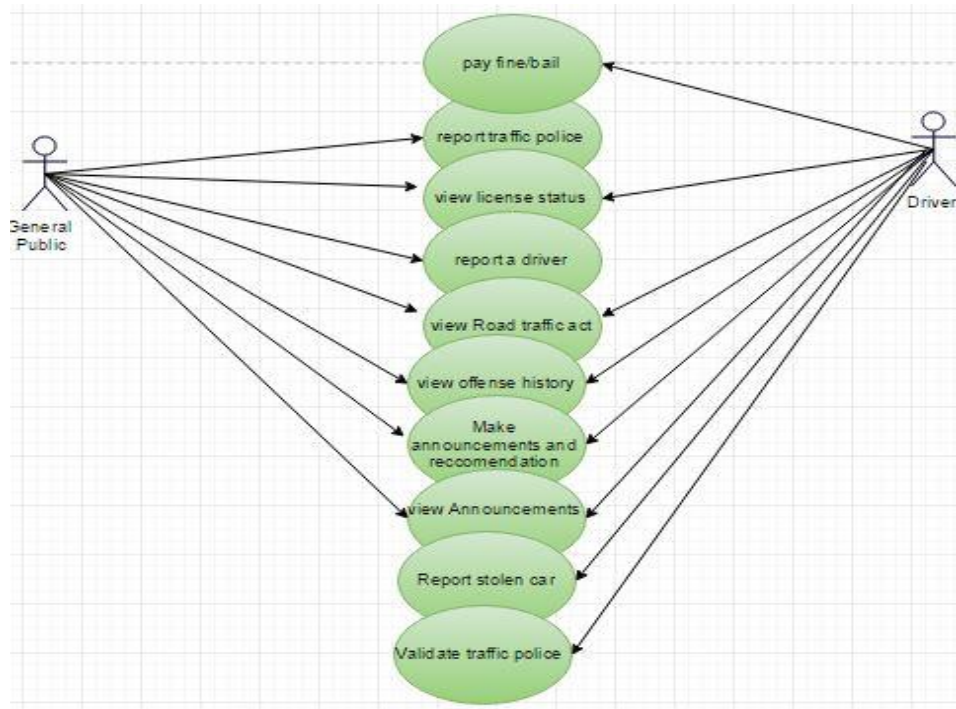 pay fine/bail
report traffic police
view license status
report a driver
view Road traffic act
view offense history
Make
announcements and
reccomendation
view Announcements
Report stolen car
Validate traffic police
General
Public
Driver